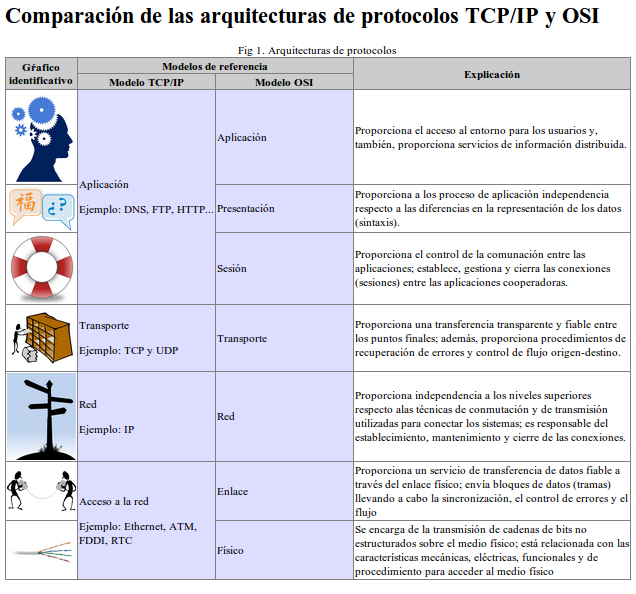 Comparación de las arquitecturas de protocolos TCP/IP y OSI
Fig 1. Arquitecturas de protocolos
Gŕafico
identificativo
Modelos de referencia
Modelo TCP/IP
Modelo OSI
Explicación
Aplicación
Ejemplo: DNS, FTP, HTTP...
Aplicación
Proporciona el acceso al entorno para los usuarios y,
también, proporciona servicios de información distribuida.
福
¿?
Presentación
Proporciona a los proceso de aplicación independencia
respecto a las diferencias en la representación de los datos
(sintaxis).
Sesión
Proporciona el control de la comunación entre las
aplicaciones; establece, gestiona y cierra las conexiones
(sesiones) entre las aplicaciones cooperadoras.
Transporte
Ejemplo: TCP y UDP
Transporte
Proporciona una transferencia transparente y fiable entre
los puntos finales; además, proporciona procedimientos de
recuperación de errores y control de flujo origen-destino.
Red
Ejemplo: IP
Red
Proporciona independencia a los niveles superiores
respecto alas técnicas de conmutación y de transmisión
utilizadas para conectar los sistemas; es responsable del
establecimiento, mantenimiento y cierre de las conexiones.
Acceso a la red
Ejemplo: Ethernet, ATM,
FDDI, RTC
Enlace
Proporciona un servicio de transferencia de datos fiable a
través del enlace físico; envía bloques de datos (tramas)
llevando a cabo la sincronización, el control de errores y el
flujo
Físico
Se encarga de la transmisión de cadenas de bits no
estructurados sobre el medio físico; está relacionada con las
características mecánicas, eléctricas, funcionales y de
procedimiento para acceder al medio físico